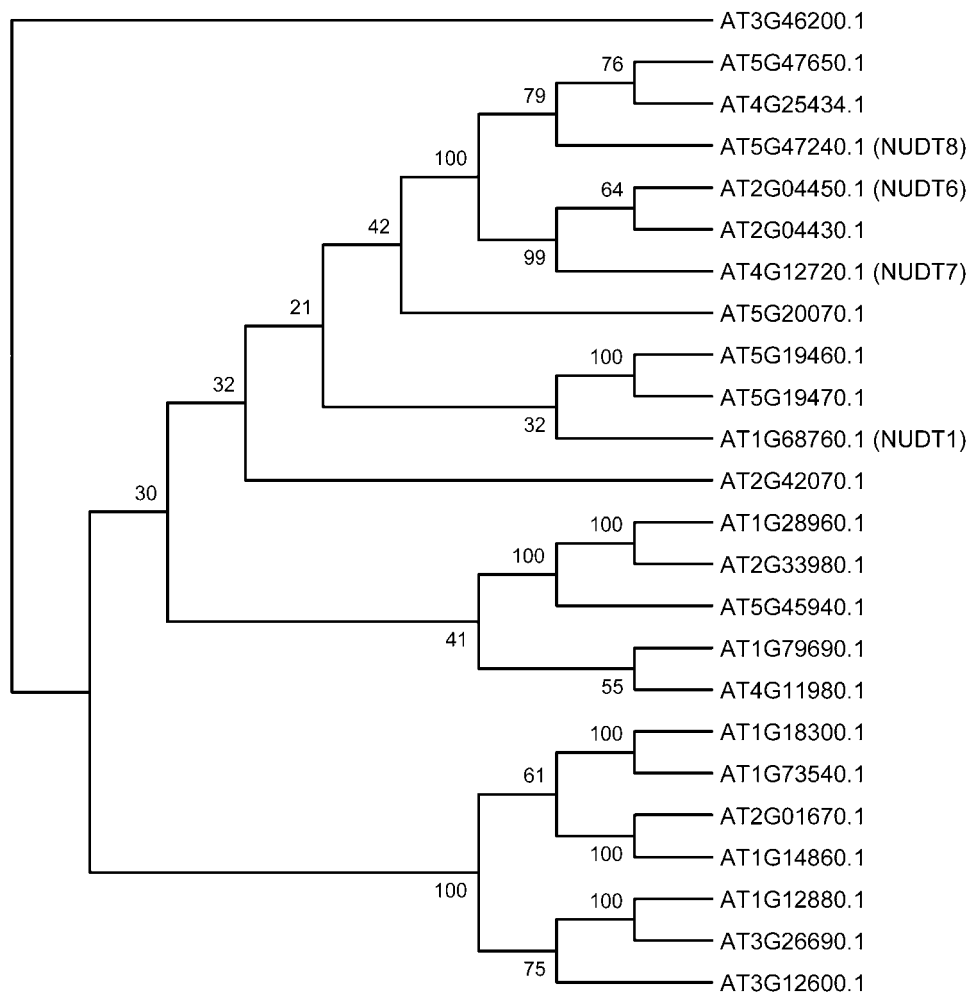 AT3G46200.1
76
AT5G47650.1
79
AT4G25434.1
AT5G47240.1 (NUDT8)
100
64
AT2G04450.1 (NUDT6)
42
AT2G04430.1
99
AT4G12720.1 (NUDT7)
21
AT5G20070.1
100
AT5G19460.1
32
AT5G19470.1
32
AT1G68760.1 (NUDT1)
AT2G42070.1
30
100
AT1G28960.1
100
AT2G33980.1
AT5G45940.1
41
AT1G79690.1
55
AT4G11980.1
100
AT1G18300.1
61
AT1G73540.1
AT2G01670.1
100
AT1G14860.1
100
100
AT1G12880.1
AT3G26690.1
75
AT3G12600.1